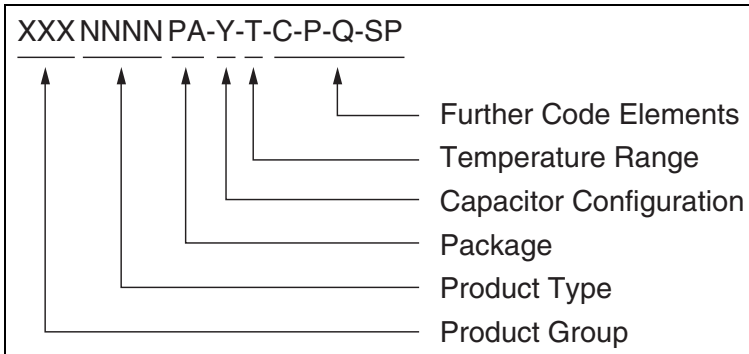 XXX NNNN PA-Y-T-C-P-Q-SP
Further Code Elements
Temperature Range
Capacitor Configuration
Package
Product Type
Product Group